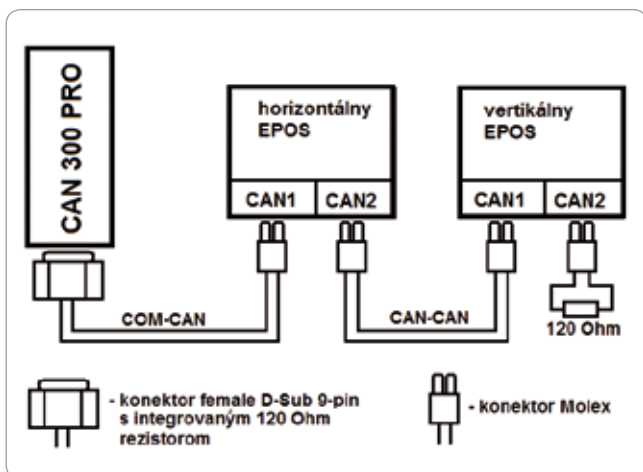 CAN 300 PRO
horizontálny
EPOS
CAN1
CAN2
vertikálny
EPOS
CAN1
CAN2
COM-CAN
CAN-CAN
120 Ohm
- konektor female D-Sub 9-pin
s integrovaným 120 Ohm
rezistorom
- konektor Molex